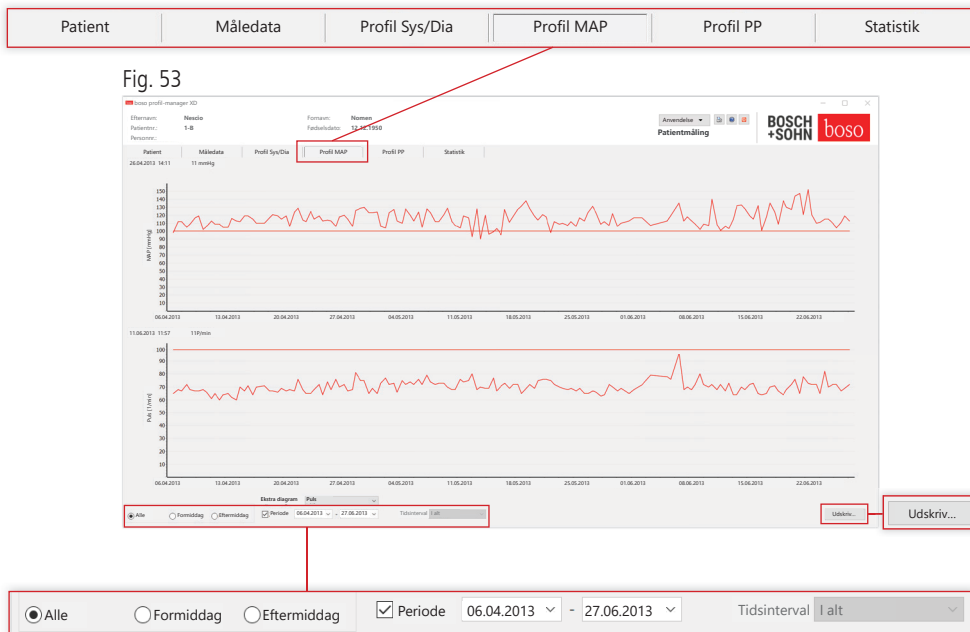 Patient Måledata Profil Sys/Dia Profil MAP Profil PP Statistik
Fig. 53
boso profil-manager XD
Efternavn: Nescio Fornavn: Nomen
Patientnr.: 1-B Fødselsdato: 12.12.1950
Personnr.:
Anvendelse
Patientmåling
BOSCH
+SOHN
boso
Patient Måledata Profil Sys/Dia Profil MAP Profil PP Statistik
26.04.2013 14:11 11 mmHg
150
140
130
120
110
100
90
80
70
60
50
40
30
20
10
MAP [mmHg]
06.04.2013 13.04.2013 20.04.2013 27.04.2013 04.05.2013 11.05.2013 18.05.2013 25.05.2013 01.06.2013 08.06.2013 15.06.2013 22.06.2013
11.06.2013 11:57 11P/min
100
90
80
70
60
50
40
30
20
10
Puls [1/min]
06.04.2013 13.04.2013 20.04.2013 27.04.2013 04.05.2013 11.05.2013 18.05.2013 25.05.2013 01.06.2013 08.06.2013 15.06.2013 22.06.2013
Ekstra diagram Puls
Alle Formiddag Eftermiddag Periode 06.04.2013 - 27.06.2013 Tidsinterval I alt
Udskriv...
Udskriv...
Alle Formiddag Eftermiddag Periode 06.04.2013 - 27.06.2013 Tidsinterval I alt